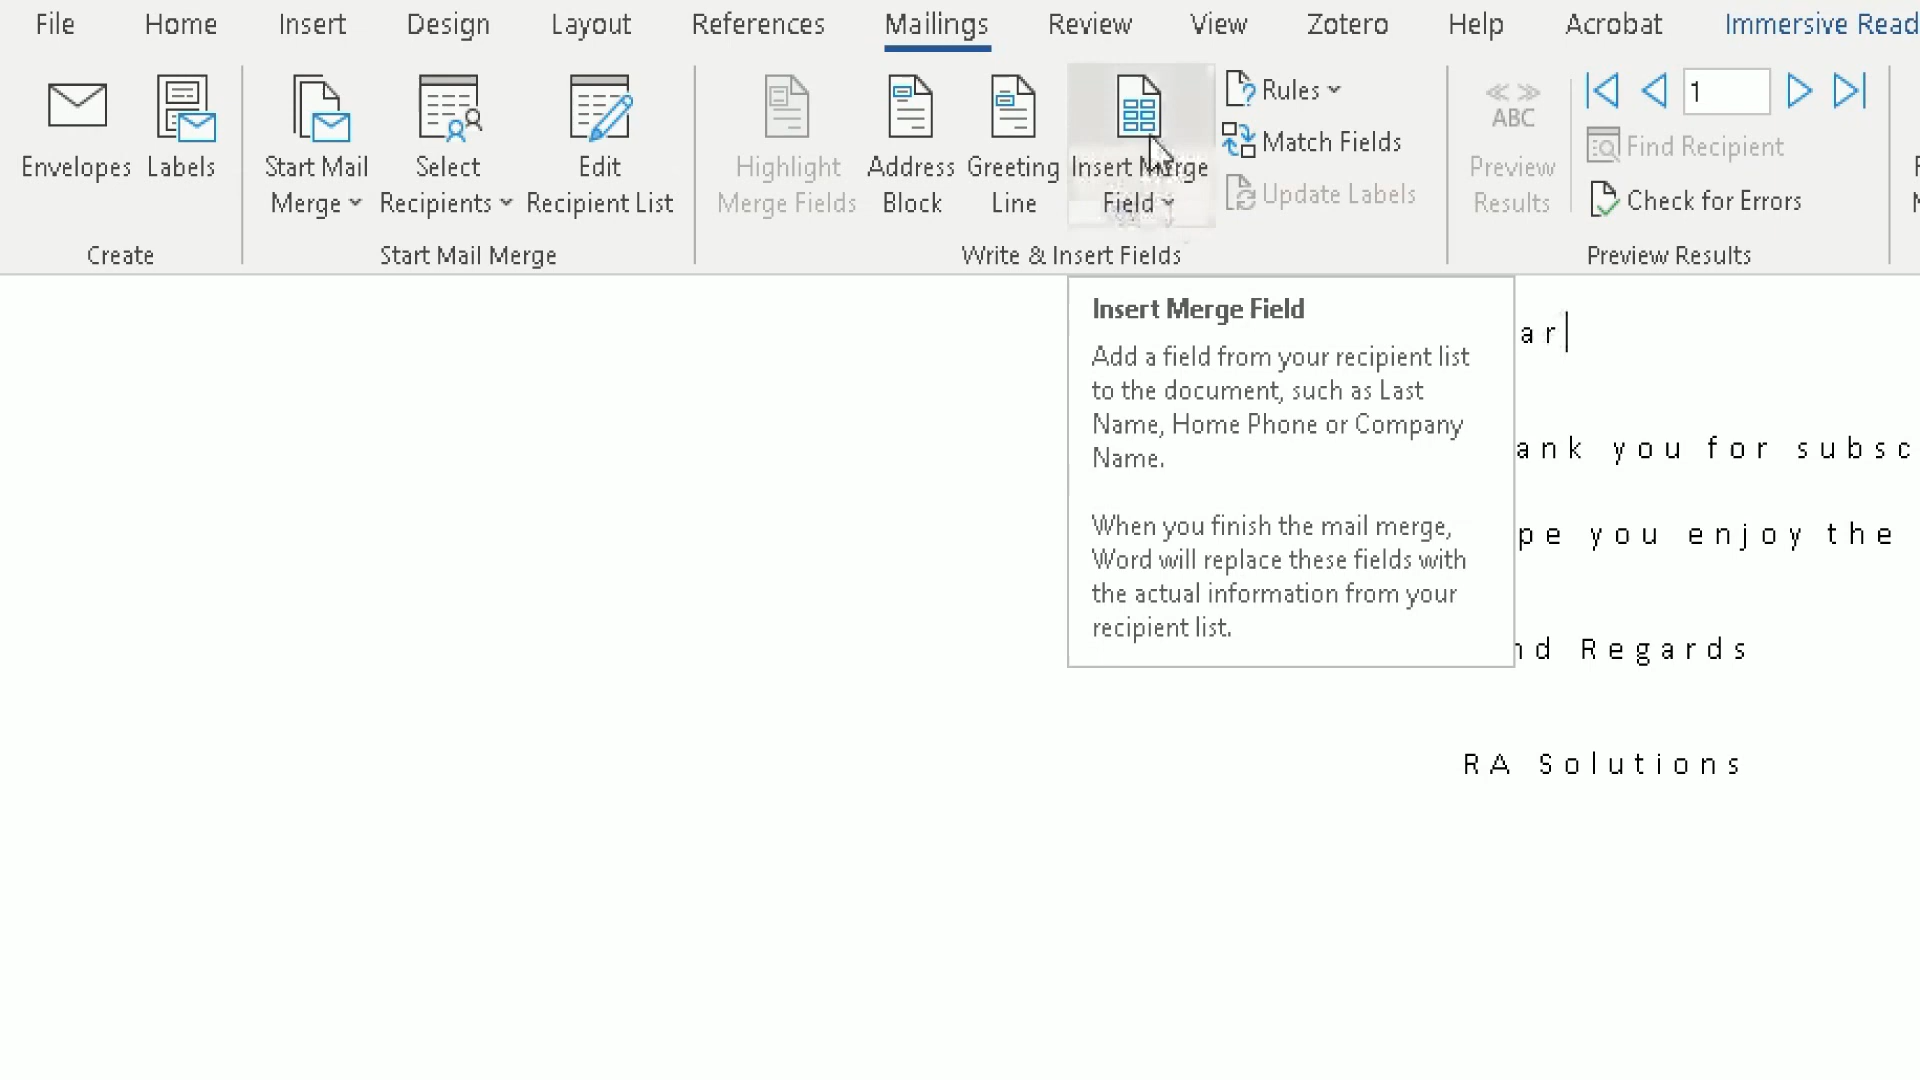 File Home Insert Design Layout References Mailings Review View Zotero Help Acrobat Immersive Read
Envelopes
Labels
Create
Start Mail
Merge
Select
Recipients
Edit
Recipient List
Start Mail Merge
Highlight
Merge Fields
Address
Block
Greeting
Line
Insert Merge
Field
Rules
Match Fields
Update Labels
Write & Insert Fields
≪ ≫
ABC
Preview
Results
1
Find Recipient
Check for Errors
Preview Results
Insert Merge Field
Add a field from your recipient list
to the document, such as Last
Name, Home Phone or Company
Name.
When you finish the mail merge,
Word will replace these fields with
the actual information from your
recipient list.
ar
ank you for subsc
pe you enjoy the
nd Regards
RA Solutions